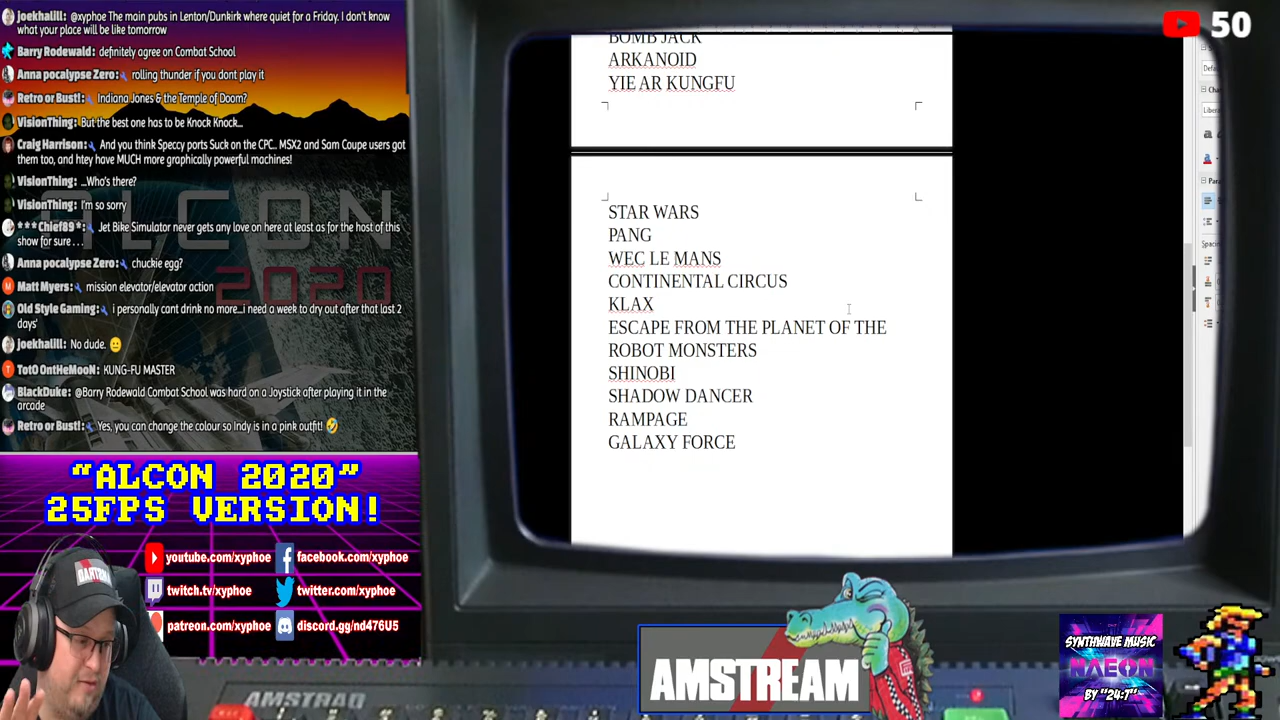 joekhalill: @xyphoe The main pubs in Lenton/Dunkirk where quiet for a Friday. I don't know
what your place will be like tomorrow
Barry Rodewald: definitely agree on Combat School
Anna pocalypse Zero: rolling thunder if you dont play it
Retro or Bust!: Indiana Jones & the Temple of Doom?
VisionThing: But the best one has to be Knock Knock...
Craig Harrison: And you think Speccy ports Suck on the CPC.. MSX2 and Sam Coupe users got
them too, and htey have MUCH more graphically powerful machines!
VisionThing: ...Who's there?
VisionThing: I'm so sorry
***Chief89*: Jet Bike Simulator never gets any love on here at least as for the host of this
show for sure . . .
Anna pocalypse Zero: chuckie egg?
Matt Myers: mission elevator/elevator action
Old Style Gaming: i personally cant drink no more...i need a week to dry out after that last 2
days'
Joekhalill: No dude. 🙂
TotO OntHeMooN: KUNG-FU MASTER
BlackDuke: @Barry Rodewald Combat School was hard on a Joystick after playing it in the
arcade
Retro or Bust!: Yes, you can change the colour so Indy is in a pink outfit! 🤣
ALCON
2020
"ALCON 2020"
25FPS VERSION!
youtube.com/xyphoe
facebook.com/xyphoe
twitch.tv/xyphoe
twitter.com/xyphoe
patreon.com/xyphoe
discord.gg/nd476U5
50
BOMB JACK
ARKANOID
YIE AR KUNGFU
STAR WARS
PANG
WEC LE MANS
CONTINENTAL CIRCUS
KLAX
ESCAPE FROM THE PLANET OF THE
ROBOT MONSTERS
SHINOBI
SHADOW DANCER
RAMPAGE
GALAXY FORCE
AMSTRAD
AMSTREAM
SYNTHWAVE MUSIC
HAEON
BY "24:7"